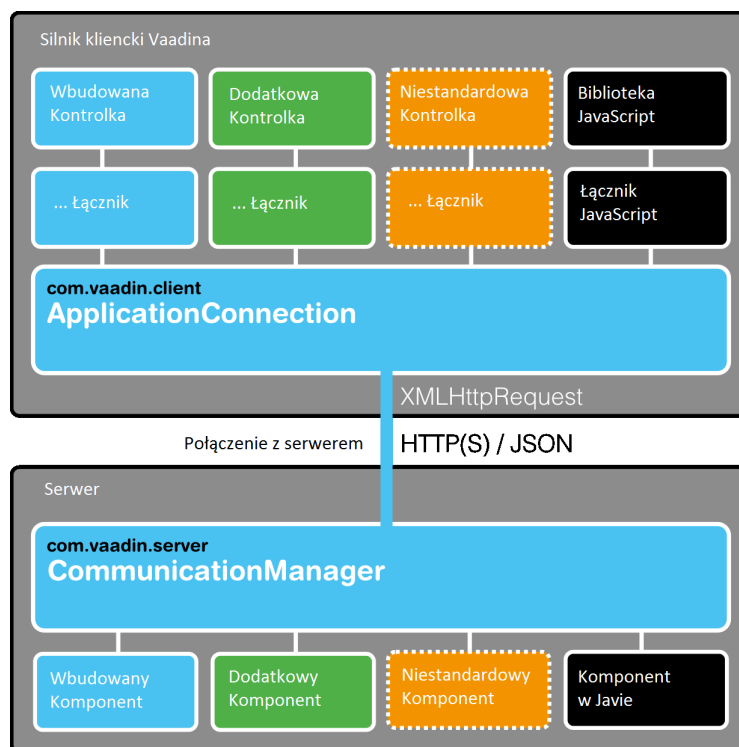 Silnik kliencki Vaadina
Wbudowana
Kontrolka
Dodatkowa
Kontrolka
Niestandardowa
Kontrolka
Biblioteka
JavaScript
... Łącznik
... Łącznik
... Łącznik
Łącznik
JavaScript
com.vaadin.client
ApplicationConnection
XMLHttpRequest
Połączenie z serwerem
HTTP(S) / JSON
Serwer
com.vaadin.server
CommunicationManager
Wbudowany
Komponent
Dodatkowy
Komponent
Niestandardowy
Komponent
Komponent
w Javie